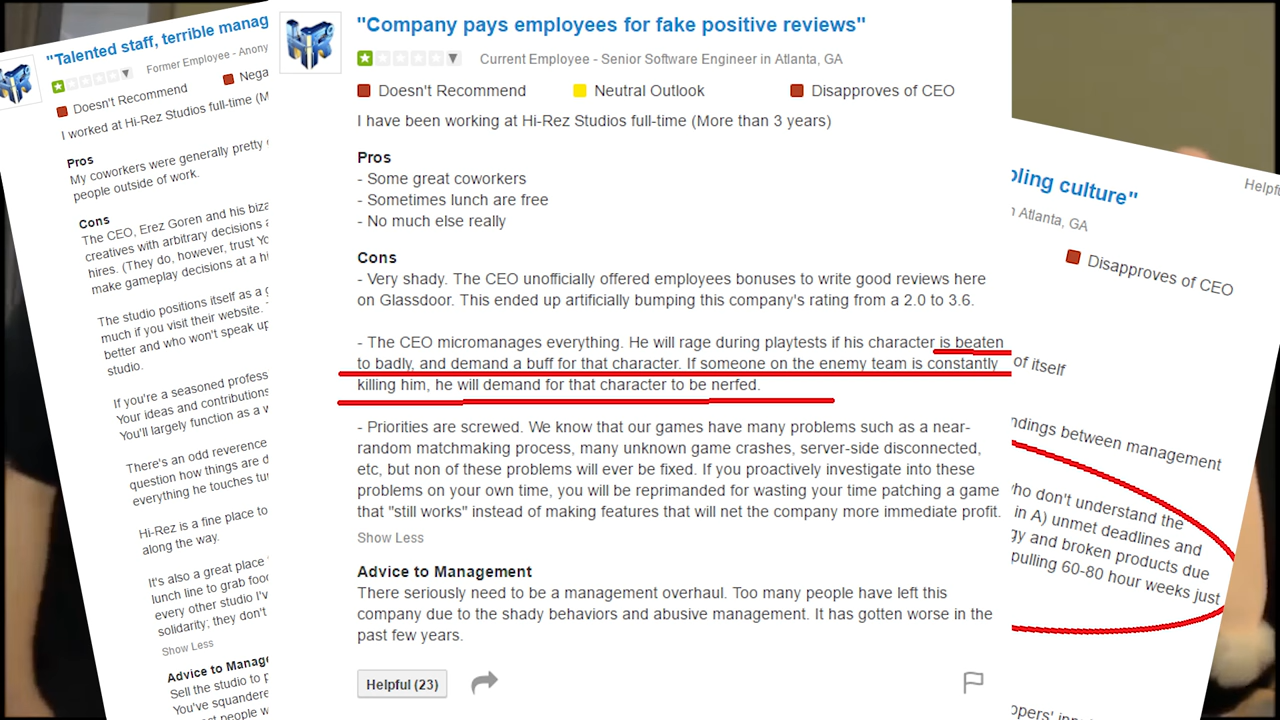 "Talented staff, terrible manag
Former Employee - Anony
Doesn't Recommend
Nega
I worked at Hi-Rez Studios full-time (M
Pros
My coworkers were generally pretty
people outside of work.
Cons
The CEO, Erez Goren and his biza
creatives with arbitrary decisions a
hires. (They do, however, trust Yo
make gameplay decisions at a hi
The studio positions itself as a g
much if you visit their website.
better and who won't speak up
studio.
If you're a seasoned profess
Your ideas and contributions
You'll largely function as a w
There's an odd reverence
question how things are d
everything he touches tur
Hi-Rez is a fine place to
along the way.
It's also a great place
lunch line to grab food
every other studio I've
solidarity; they don't
Show Less
Advice to Manage
Sell the studio to p
You've squandere
st people w
"Company pays employees for fake positive reviews"
Current Employee - Senior Software Engineer in Atlanta, GA
Doesn't Recommend
Neutral Outlook
Disapproves of CEO
I have been working at Hi-Rez Studios full-time (More than 3 years)
Pros
- Some great coworkers
- Sometimes lunch are free
- No much else really
Cons
- Very shady. The CEO unofficially offered employees bonuses to write good reviews here
on Glassdoor. This ended up artificially bumping this company's rating from a 2.0 to 3.6.
- The CEO micromanages everything. He will rage during playtests if his character is beaten
to badly, and demand a buff for that character. If someone on the enemy team is constantly
killing him, he will demand for that character to be nerfed.
- Priorities are screwed. We know that our games have many problems such as a near-
random matchmaking process, many unknown game crashes, server-side disconnected,
etc, but non of these problems will ever be fixed. If you proactively investigate into these
problems on your own time, you will be reprimanded for wasting your time patching a game
that "still works" instead of making features that will net the company more immediate profit.
Show Less
Advice to Management
There seriously need to be a management overhaul. Too many people have left this
company due to the shady behaviors and abusive management. It has gotten worse in the
past few years.
Helpful (23)
Helpfu
oling culture"
n Atlanta, GA
Disapproves of CEO
of itself
ndings between management
who don't understand the
in A) unmet deadlines and
gy and broken products due
pulling 60-80 hour weeks just